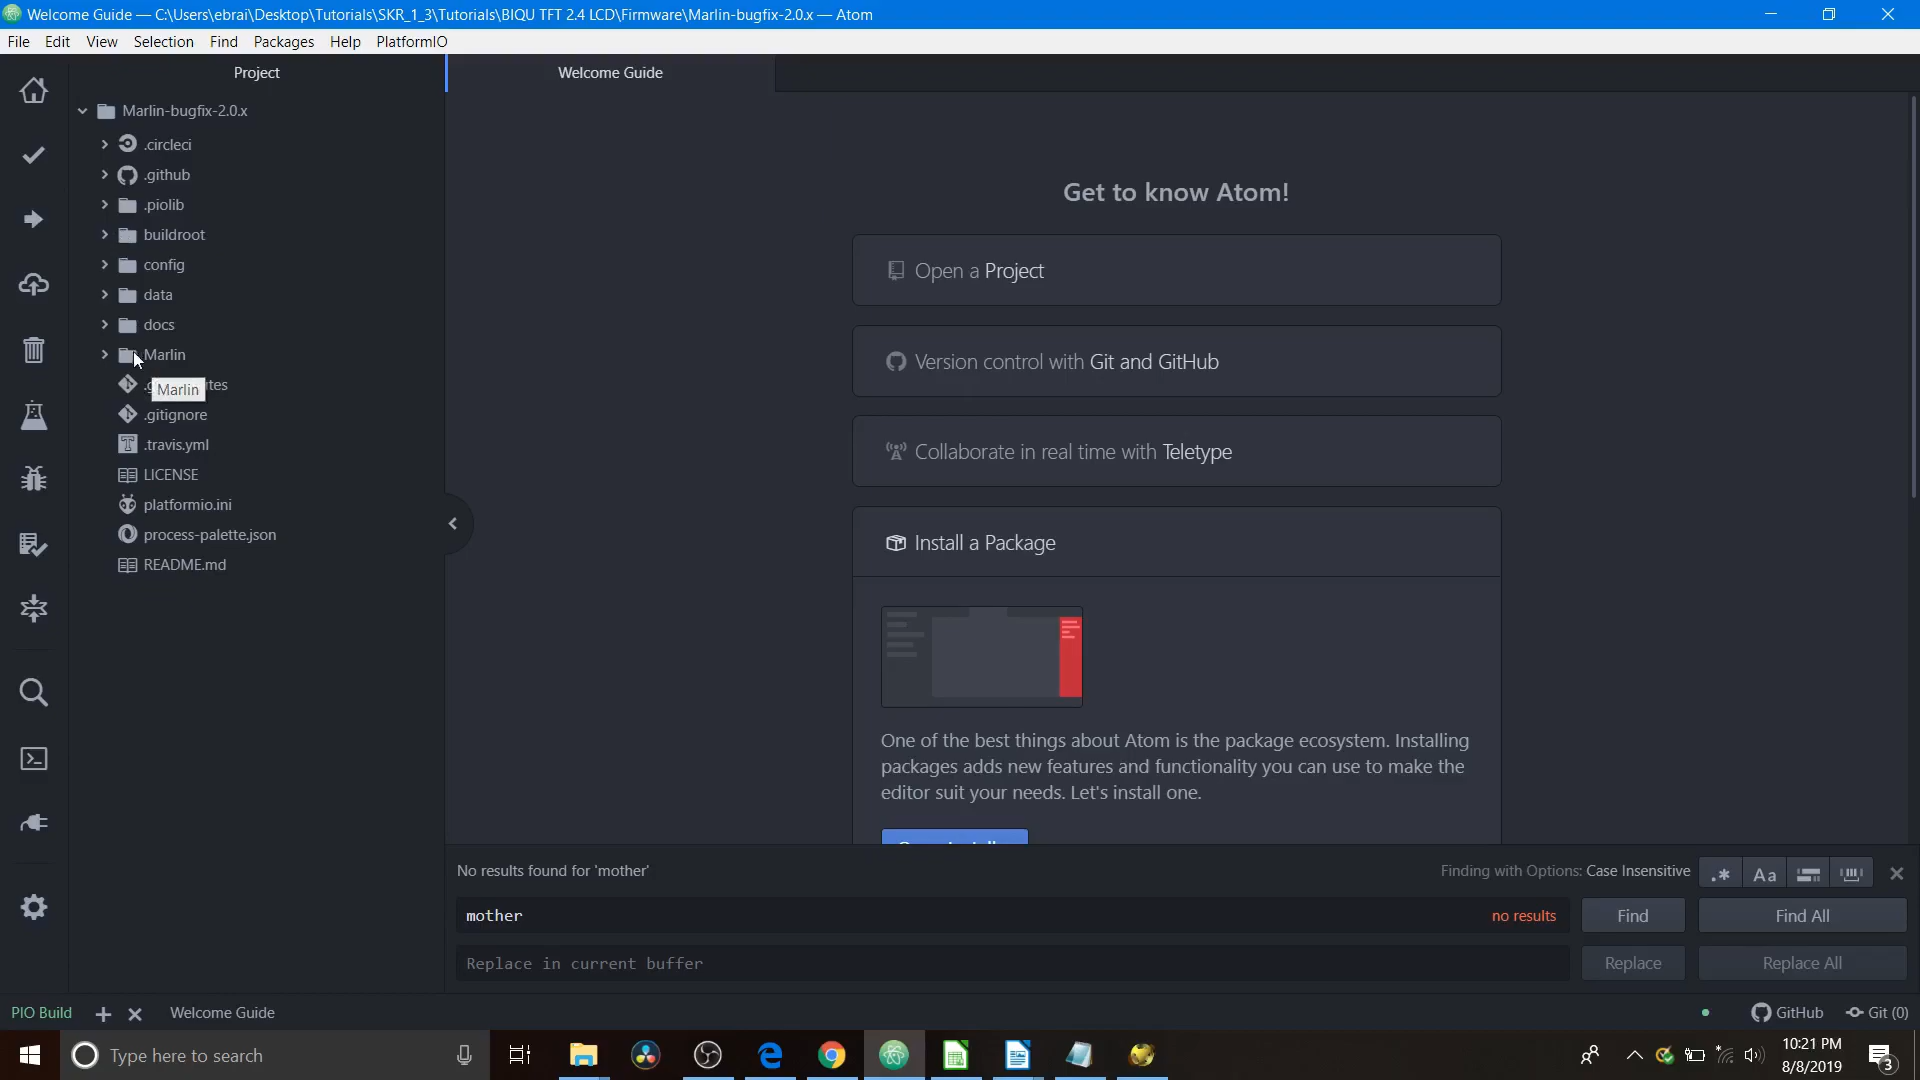 Welcome Guide — C:\Users\ebrai\Desktop\Tutorials\SKR_1_3\Tutorials\BIQU TFT 2.4 LCD\Firmware\Marlin-bugfix-2.0.x — Atom
File Edit View Selection Find Packages Help PlatformIO
Project
Welcome Guide
Marlin-bugfix-2.0.x
.circleci
.github
.piolib
buildroot
config
data
docs
Marlin
Marlin
.gitignore
.travis.yml
LICENSE
platformio.ini
process-palette.json
README.md
Get to know Atom!
Open a Project
Version control with Git and GitHub
Collaborate in real time with Teletype
Install a Package
One of the best things about Atom is the package ecosystem. Installing
packages adds new features and functionality you can use to make the
editor suit your needs. Let's install one.
No results found for 'mother'
Finding with Options: Case Insensitive
.* Aa
mother
no results
Find
Find All
Replace in current buffer
Replace
Replace All
PIO Build
Welcome Guide
GitHub
Git (0)
Type here to search
10:21 PM
8/8/2019
3